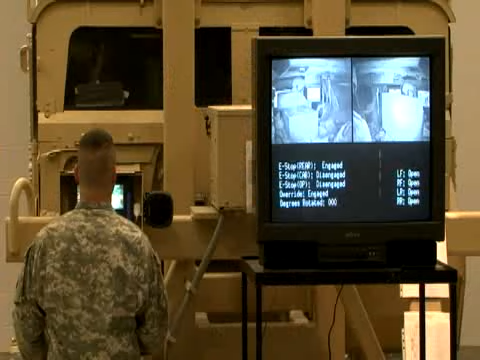 E-Stop(REAR): Engaged
E-Stop(CAB): Disengaged
E-Stop(OP): Disengaged
Override: Engaged
Degrees Rotated: 000
LF: Open
RF: Open
LR: Open
RR: Open